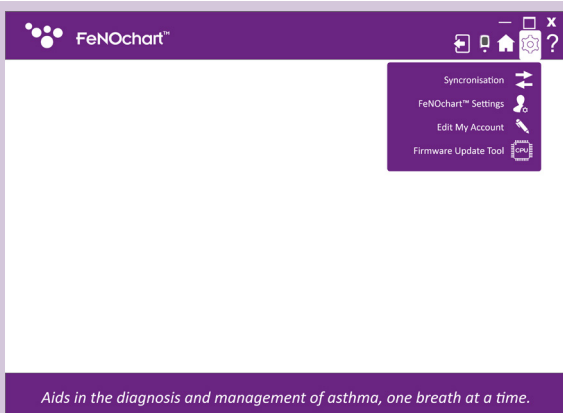 FeNOchart™
Syncronisation
FeNOchart™ Settings
Edit My Account
Firmware Update Tool
CPU
Aids in the diagnosis and management of asthma, one breath at a time.